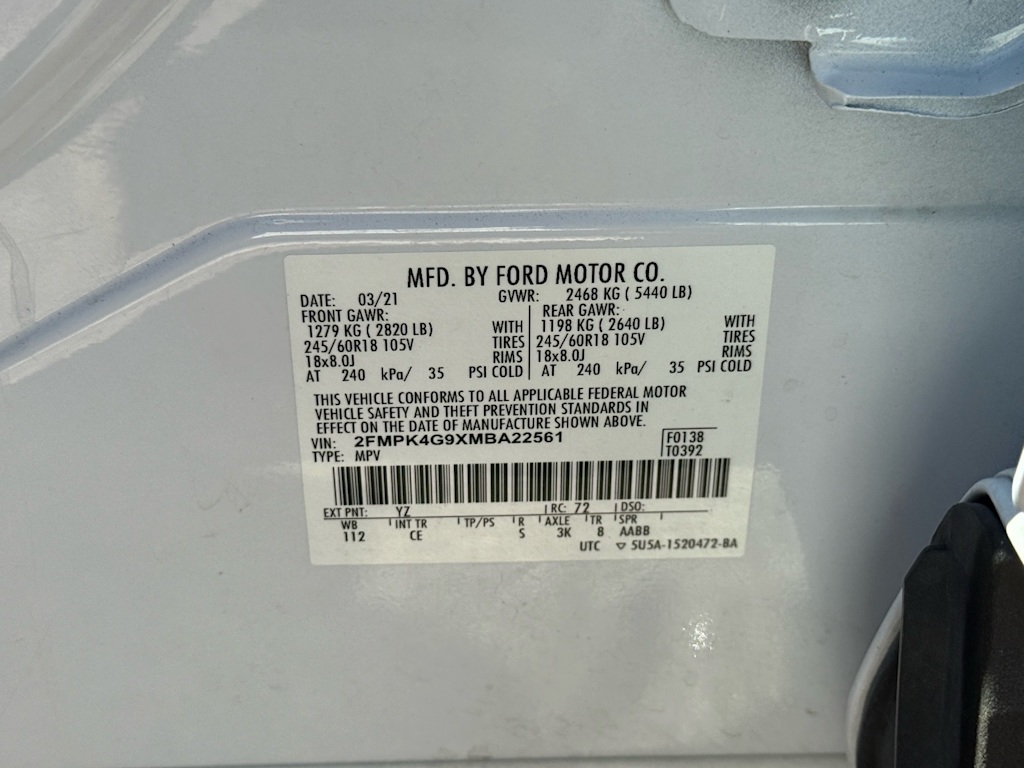 MFD. BY FORD MOTOR CO.
DATE: 03/21 GVWR: 2468 KG ( 5440 LB)
FRONT GAWR: REAR GAWR:
1279 KG ( 2820 LB) WITH 1198 KG ( 2640 LB) WITH
245/60R18 105V TIRES 245/60R18 105V TIRES
18x8.0J RIMS 18x8.0J RIMS
AT 240 kPa/ 35 PSI COLD AT 240 kPa/ 35 PSI COLD
THIS VEHICLE CONFORMS TO ALL APPLICABLE FEDERAL MOTOR
VEHICLE SAFETY AND THEFT PREVENTION STANDARDS IN
EFFECT ON THE DATE OF MANUFACTURE SHOWN ABOVE.
VIN: 2FMPK4G9XMBA22561 F0138
TYPE: MPV T0392
EXT PNT: YZ RC: 72 DSO:
WB INT TR TP/PS R AXLE TR SPR
112 CE S 3K 8 AABB
UTC ▽ 5U5A-1520472-BA